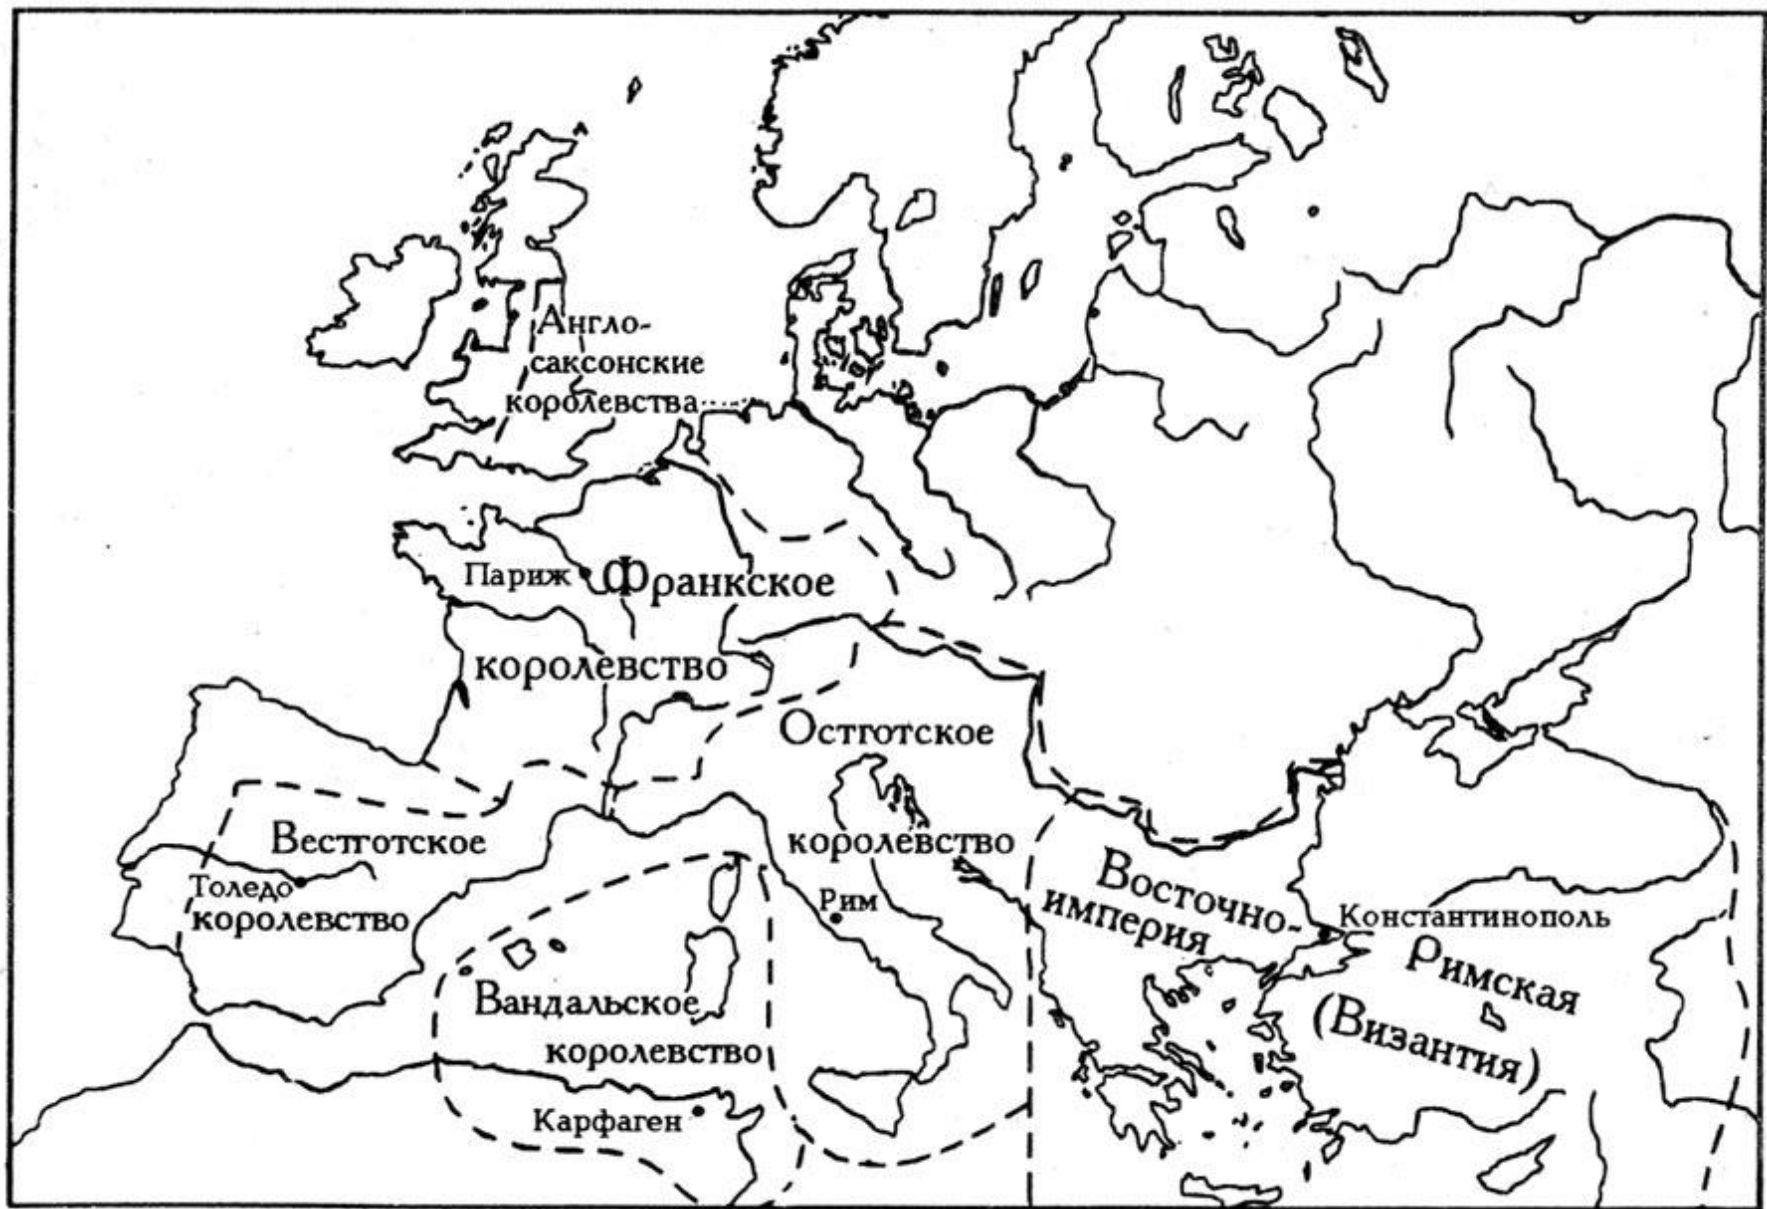 Англо-
саксонские
королевства
Париж
Франкское
королевство
Остготское
королевство
Вестготское
Толедо
королевство
Рим
Восточно-
империя
Константинополь
Римская
(Византия)
Вандальское
королевство
Карфаген